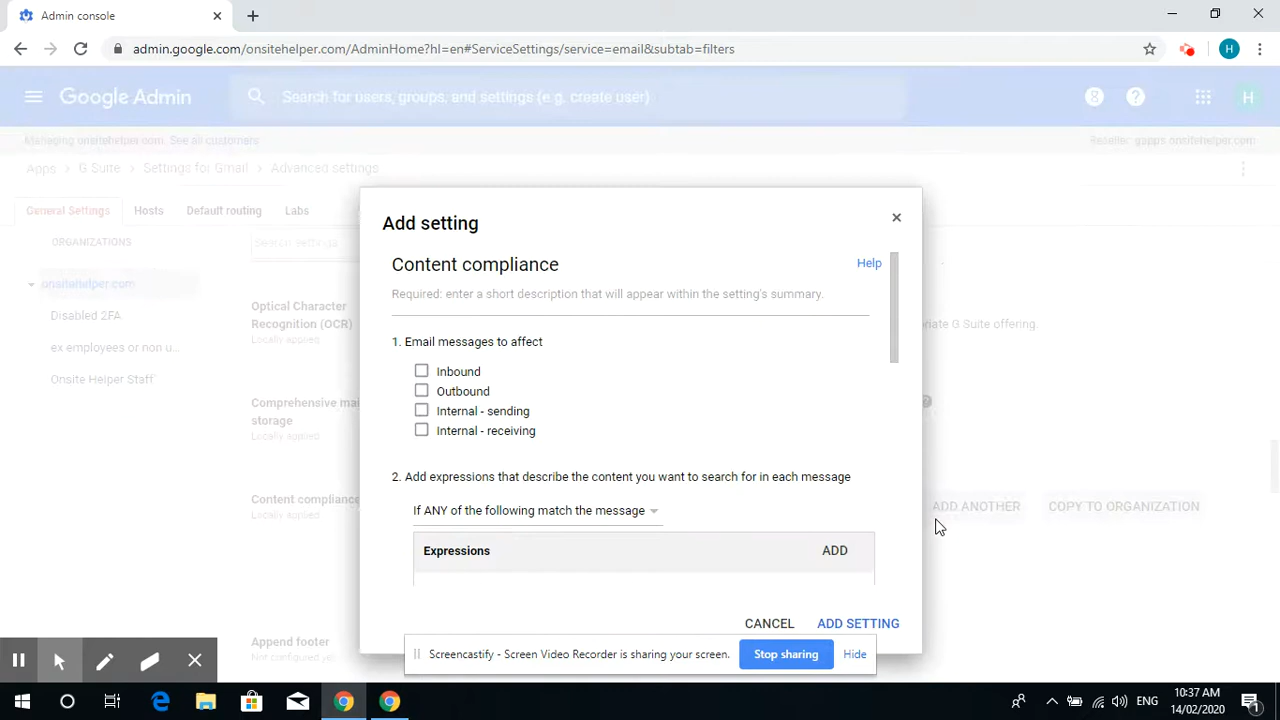 Admin console
admin.google.com/onsitehelper.com/AdminHome?hl=en#ServiceSettings/service=email&subtab=filters
H
Google Admin
Search for users, groups, and settings (e.g. create user)
H
Managing onsitehelper.com. See all customers
Reseller: gapps.onsitehelper.com
Apps > G Suite > Settings for Gmail > Advanced settings
General Settings Hosts Default routing Labs
ORGANIZATIONS
Search settings
onsitehelper.com
Disabled 2FA
ex employees or non u...
Onsite Helper Staff
Optical Character
Recognition (OCR)
Locally applied
G Suite offering.
Comprehensive mai
storage
Locally applied
Content compliance
Locally applied
ADD ANOTHER COPY TO ORGANIZATION
Append footer
Not configured yet
Add setting
×
Content compliance
Help
Required: enter a short description that will appear within the setting's summary.
1. Email messages to affect
Inbound
Outbound
Internal - sending
Internal - receiving
2. Add expressions that describe the content you want to search for in each message
If ANY of the following match the message
Expressions ADD
CANCEL ADD SETTING
Screencastify - Screen Video Recorder is sharing your screen. Stop sharing Hide
ENG
10:37 AM
14/02/2020
1